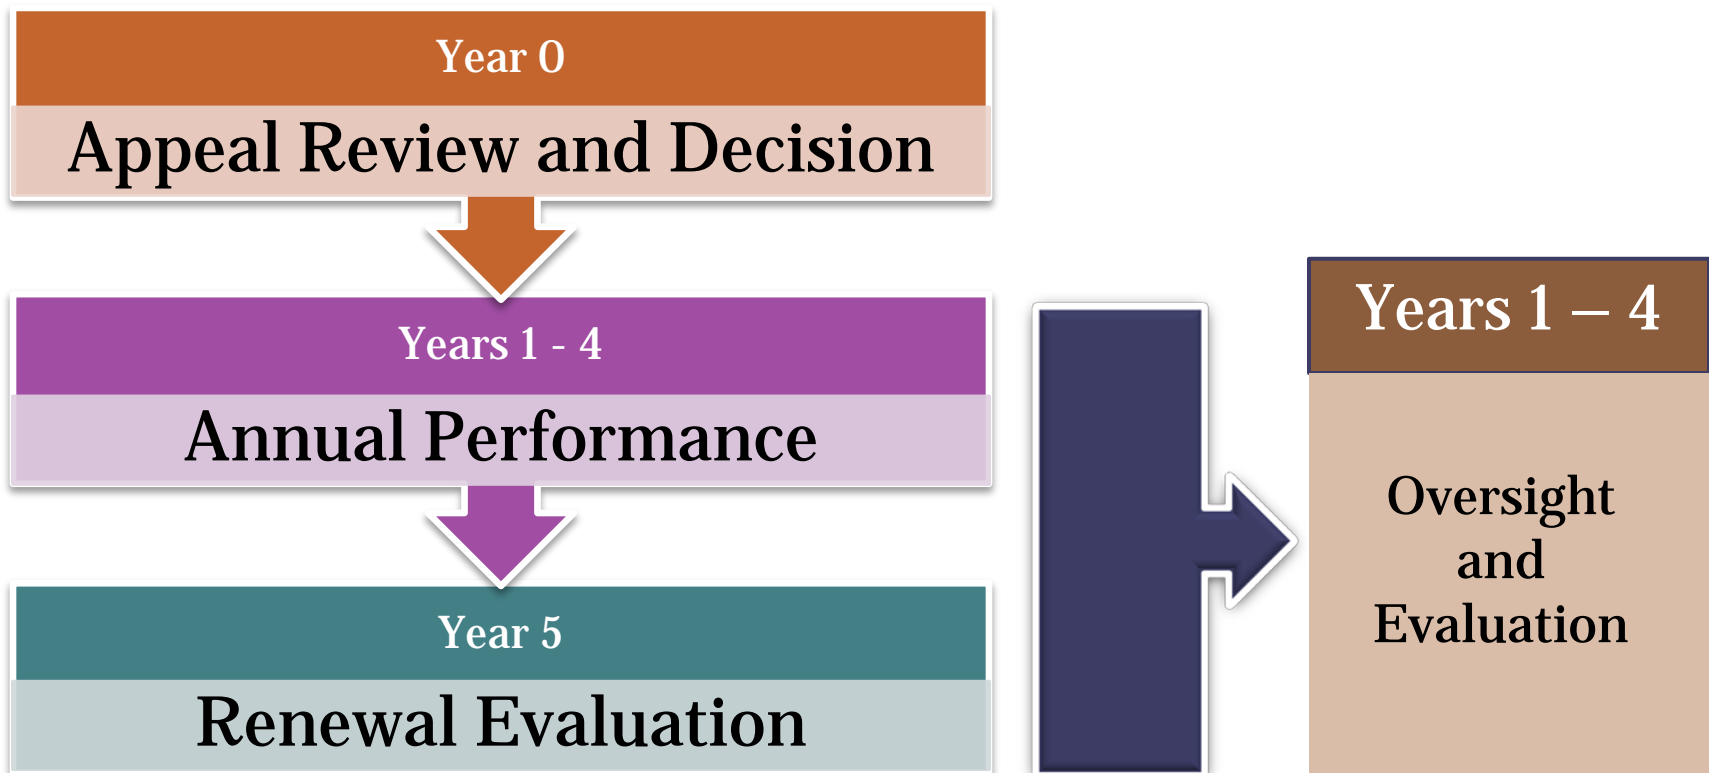 Year 0
Appeal Review and Decision
Years 1 - 4
Annual Performance
Year 5
Renewal Evaluation
Years 1 – 4
Oversight
and
Evaluation